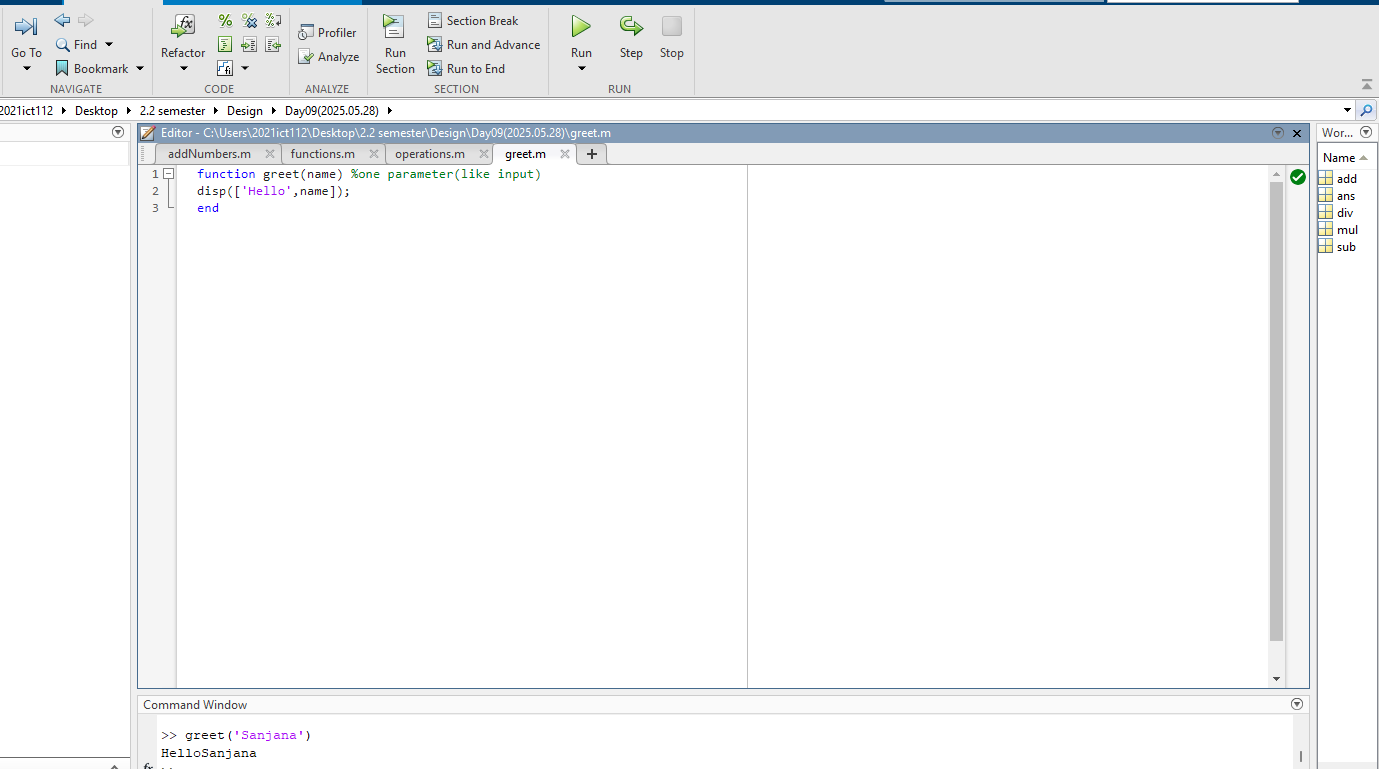 Go To
Find
Bookmark
NAVIGATE
Refactor
CODE
Profiler
Analyze
ANALYZE
Run Section
Section Break
Run and Advance
Run to End
SECTION
Run
Step
Stop
RUN
2021ict112 Desktop 2.2 semester Design Day09(2025.05.28)
Editor - C:\Users\2021ict112\Desktop\2.2 semester\Design\Day09(2025.05.28)\greet.m
addNumbers.m functions.m operations.m greet.m +
1 function greet(name) %one parameter(like input)
2 disp(['Hello',name]);
3 end
Wor...
Name
add
ans
div
mul
sub
Command Window
>> greet('Sanjana')
HelloSanjana